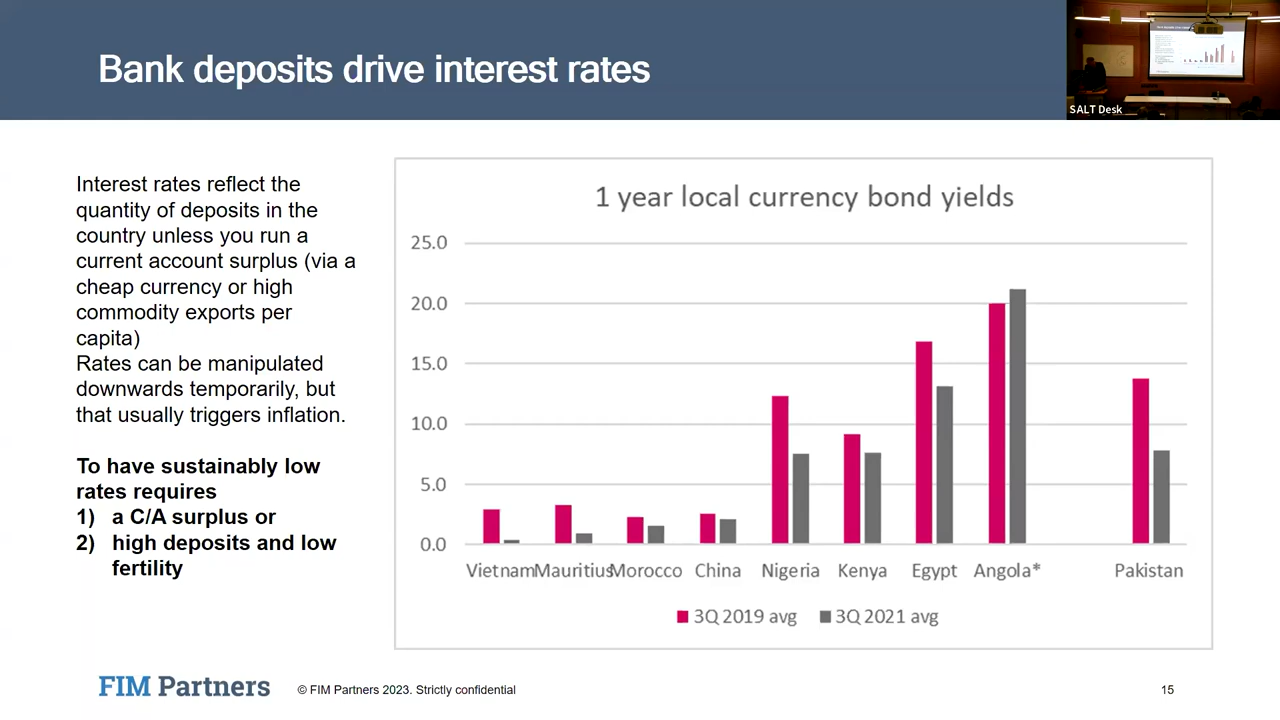 Bank deposits drive interest rates
SALT Desk
Interest rates reflect the
quantity of deposits in the
country unless you run a
current account surplus (via a
cheap currency or high
commodity exports per
capita)
Rates can be manipulated
downwards temporarily, but
that usually triggers inflation.
To have sustainably low
rates requires
1) a C/A surplus or
2) high deposits and low
fertility
1 year local currency bond yields
25.0
20.0
15.0
10.0
5.0
0.0
Vietnam Mauritius Morocco China Nigeria Kenya Egypt Angola* Pakistan
3Q 2019 avg 3Q 2021 avg
FIM Partners © FIM Partners 2023. Strictly confidential 15